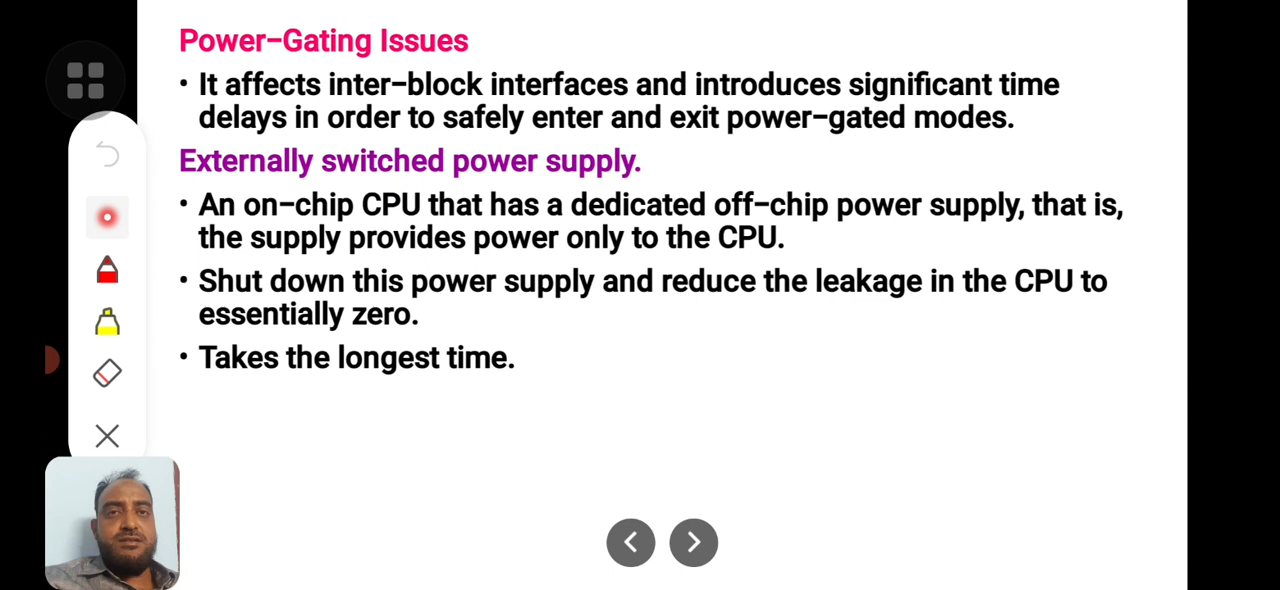 Power-Gating Issues
• It affects inter-block interfaces and introduces significant time
delays in order to safely enter and exit power-gated modes.
Externally switched power supply.
• An on-chip CPU that has a dedicated off-chip power supply, that is,
the supply provides power only to the CPU.
• Shut down this power supply and reduce the leakage in the CPU to
essentially zero.
• Takes the longest time.